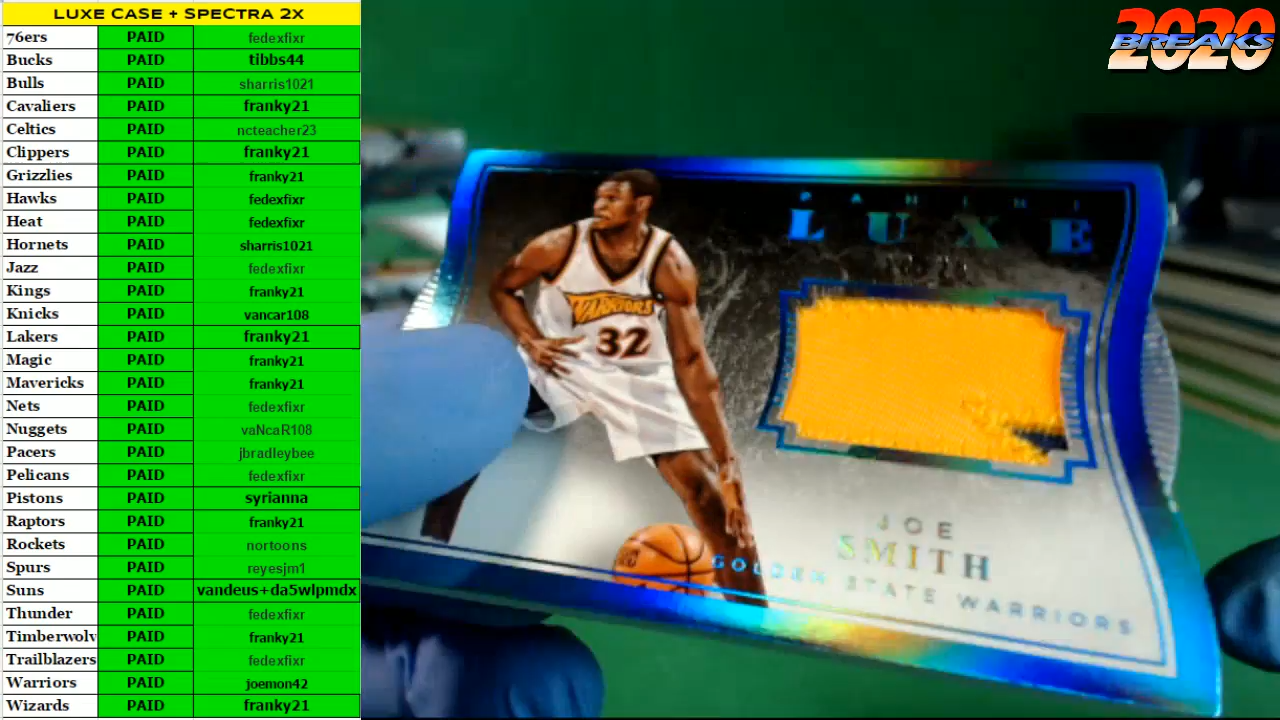 LUXE CASE + SPECTRA 2X
76ers PAID fedexfixr
Bucks PAID tibbs44
Bulls PAID sharris1021
Cavaliers PAID franky21
Celtics PAID ncteacher23
Clippers PAID franky21
Grizzlies PAID franky21
Hawks PAID fedexfixr
Heat PAID fedexfixr
Hornets PAID sharris1021
Jazz PAID fedexfixr
Kings PAID franky21
Knicks PAID vancar108
Lakers PAID franky21
Magic PAID franky21
Mavericks PAID franky21
Nets PAID fedexfixr
Nuggets PAID vaNcaR108
Pacers PAID jbradleybee
Pelicans PAID fedexfixr
Pistons PAID syrianna
Raptors PAID franky21
Rockets PAID nortoons
Spurs PAID reyesjm1
Suns PAID vandeus+da5wlpmdx
Thunder PAID fedexfixr
Timberwolv PAID franky21
Trailblazers PAID fedexfixr
Warriors PAID joemon42
Wizards PAID franky21
2020
BREAKS
PANINI
LUXE
WARRIORS
32
JOE
SMITH
GOLDEN STATE WARRIORS